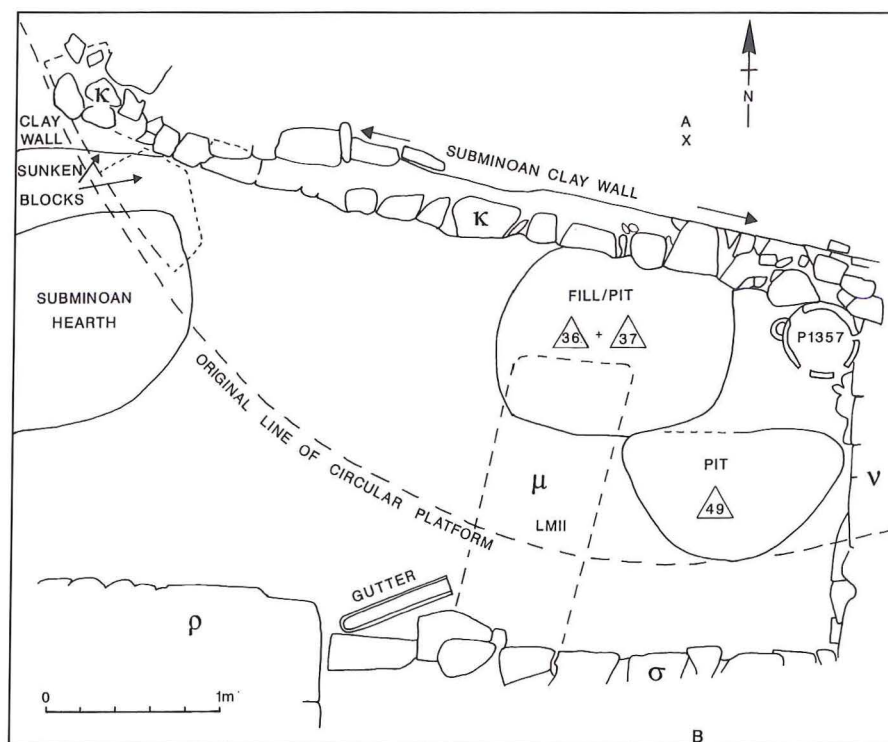 κ
CLAY
WALL
SUNKEN
BLOCKS
SUBMINOAN
HEARTH
SUBMINOAN CLAY WALL
κ
A
X
N
FILL/PIT
36 + 37
P1357
ORIGINAL LINE OF CIRCULAR PLATFORM
μ
LMII
PIT
49
ν
GUTTER
ρ
σ
0 1m
B